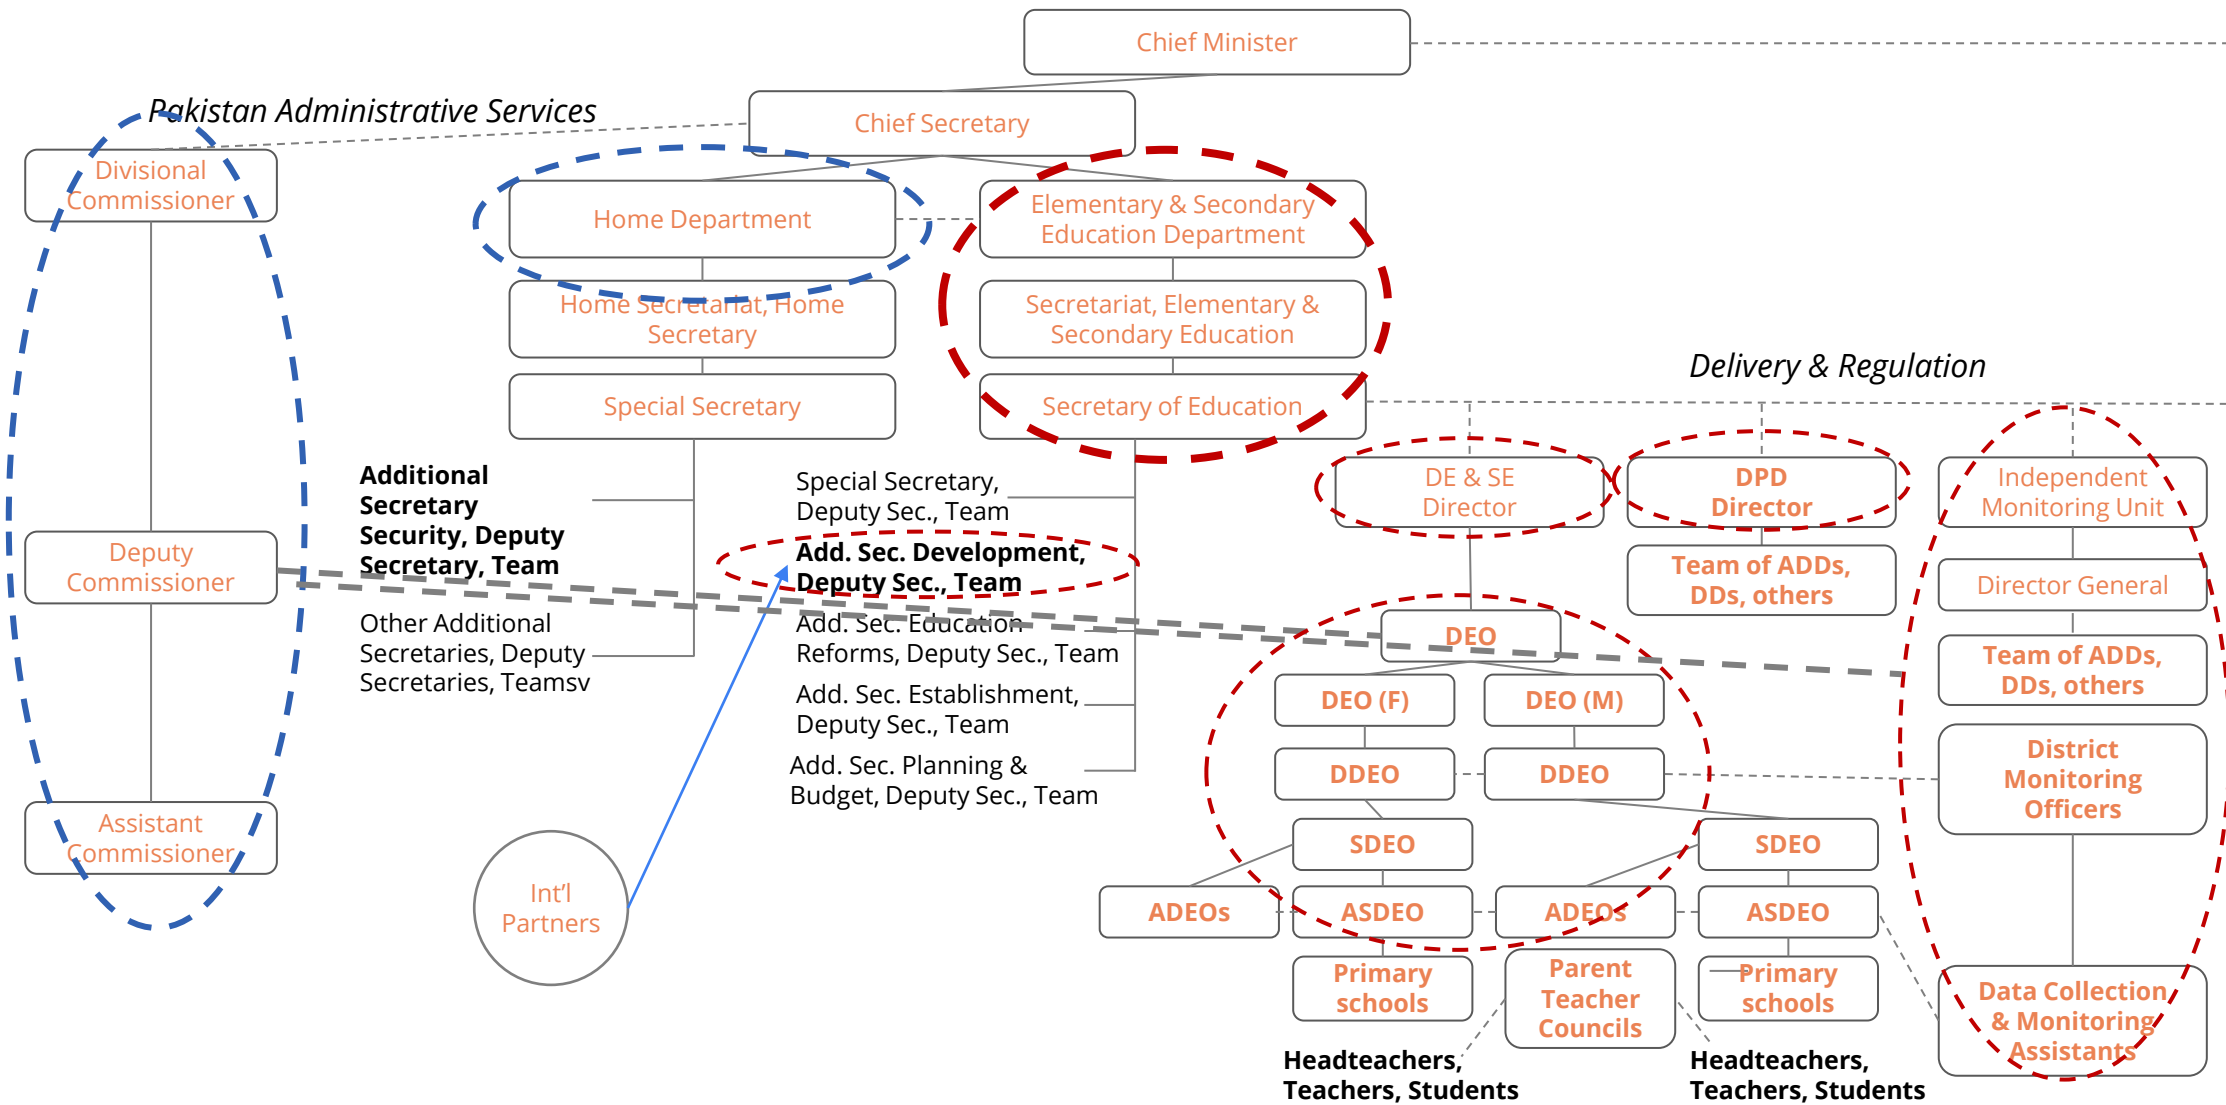 Chief Minister
Pakistan Administrative Services
Chief Secretary
Divisional
Commissioner
Home Department
Elementary & Secondary
Education Department
Home Secretariat, Home
Secretary
Secretariat, Elementary &
Secondary Education
Special Secretary
Secretary of Education
Delivery & Regulation
Additional
Secretary
Security, Deputy
Secretary, Team
Special Secretary,
Deputy Sec., Team
DE & SE
Director
DPD
Director
Independent
Monitoring Unit
Deputy
Commissioner
Add. Sec. Development,
Deputy Sec., Team
Team of ADDs,
DDs, others
Director General
Other Additional
Secretaries, Deputy
Secretaries, Teamsv
Add. Sec. Education
Reforms, Deputy Sec., Team
DEO
Team of ADDs,
DDs, others
Add. Sec. Establishment,
Deputy Sec., Team
DEO (F)
DEO (M)
Add. Sec. Planning &
Budget, Deputy Sec., Team
DDEO
DDEO
District
Monitoring
Officers
Assistant
Commissioner
SDEO
SDEO
Int'l
Partners
ADEOs
ASDEO
ADEOs
ASDEO
Primary
schools
Parent
Teacher
Councils
Primary
schools
Data Collection
& Monitoring
Assistants
Headteachers,
Teachers, Students
Headteachers,
Teachers, Students